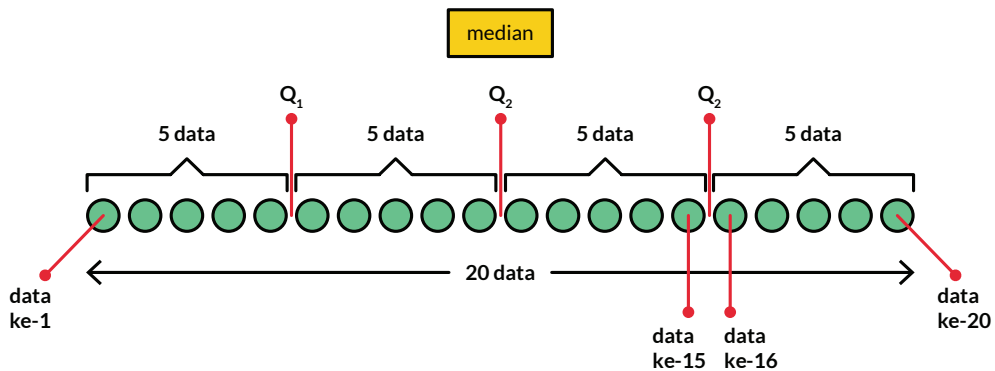 median
Q₁
Q₂
Q₂
5 data
5 data
5 data
5 data
20 data
data
ke-1
data
ke-15
data
ke-16
data
ke-20